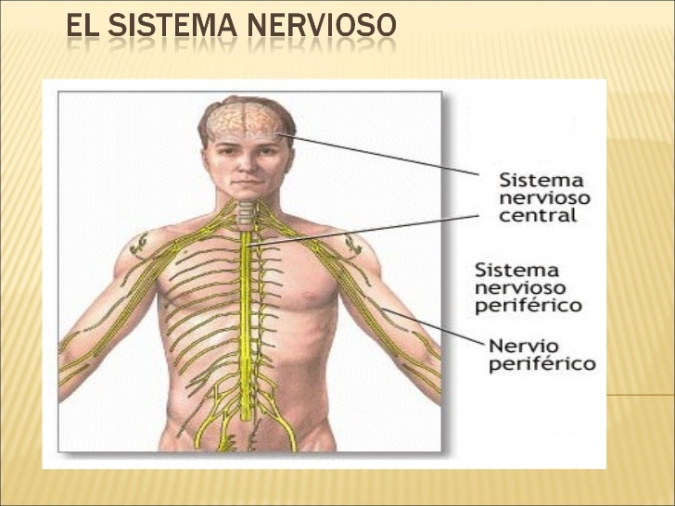 EL SISTEMA NERVIOSO
Sistema
nervioso
central
Sistema
nervioso
periférico
Nervio
periférico